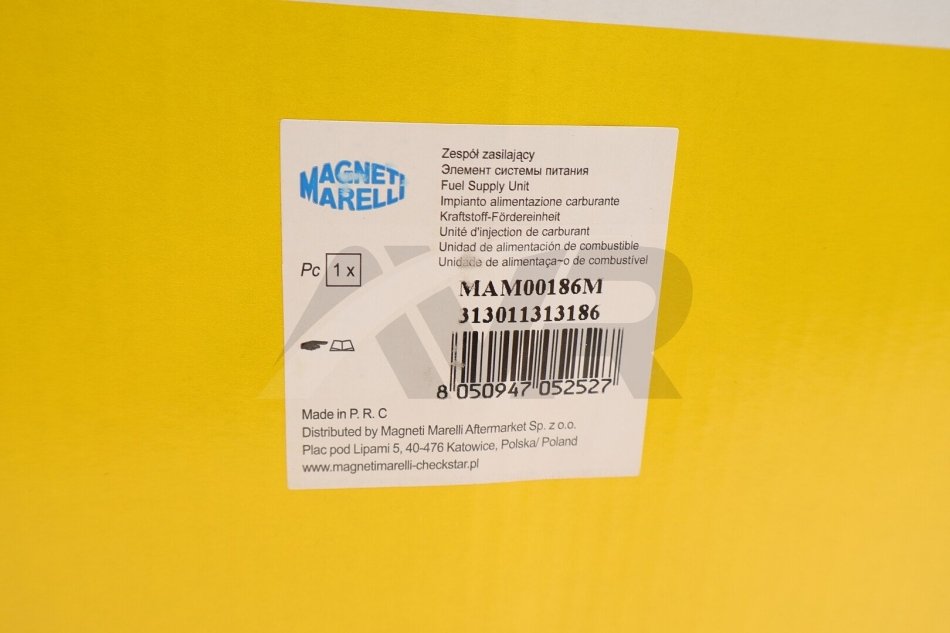 MAGNETI
MARELLI
Zespół zasilający
Элемент системы питания
Fuel Supply Unit
Impianto alimentazione carburante
Kraftstoff-Fördereinheit
Unité d'injection de carburant
Unidad de alimentación de combustible
Unidade de alimentaça~o de combustível
Pc 1 x
MAM00186M
313011313186
8 050947 052527
Made in P. R. C
Distributed by Magneti Marelli Aftermarket Sp. z o.o.
Plac pod Lipami 5, 40-476 Katowice, Polska/ Poland
www.magnetimarelli-checkstar.pl
AVR